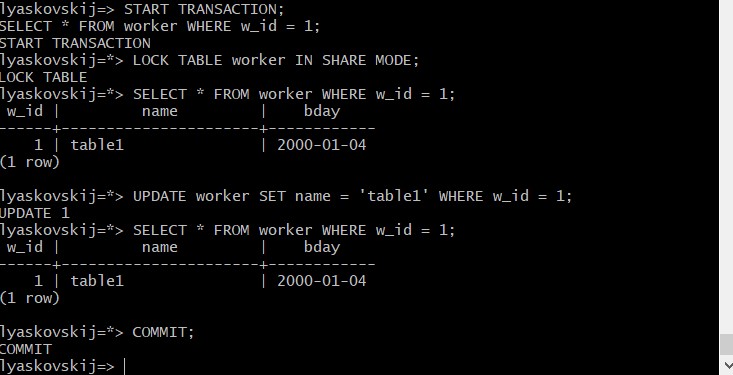 lyaskovskij=> START TRANSACTION;
SELECT * FROM worker WHERE w_id = 1;
START TRANSACTION
lyaskovskij=*> LOCK TABLE worker IN SHARE MODE;
LOCK TABLE
lyaskovskij=*> SELECT * FROM worker WHERE w_id = 1;
 w_id |         name         |    bday
------+----------------------+------------
    1 | table1               | 2000-01-04
(1 row)
lyaskovskij=*> UPDATE worker SET name = 'table1' WHERE w_id = 1;
UPDATE 1
lyaskovskij=*> SELECT * FROM worker WHERE w_id = 1;
 w_id |         name         |    bday
------+----------------------+------------
    1 | table1               | 2000-01-04
(1 row)
lyaskovskij=*> COMMIT;
COMMIT
lyaskovskij=>